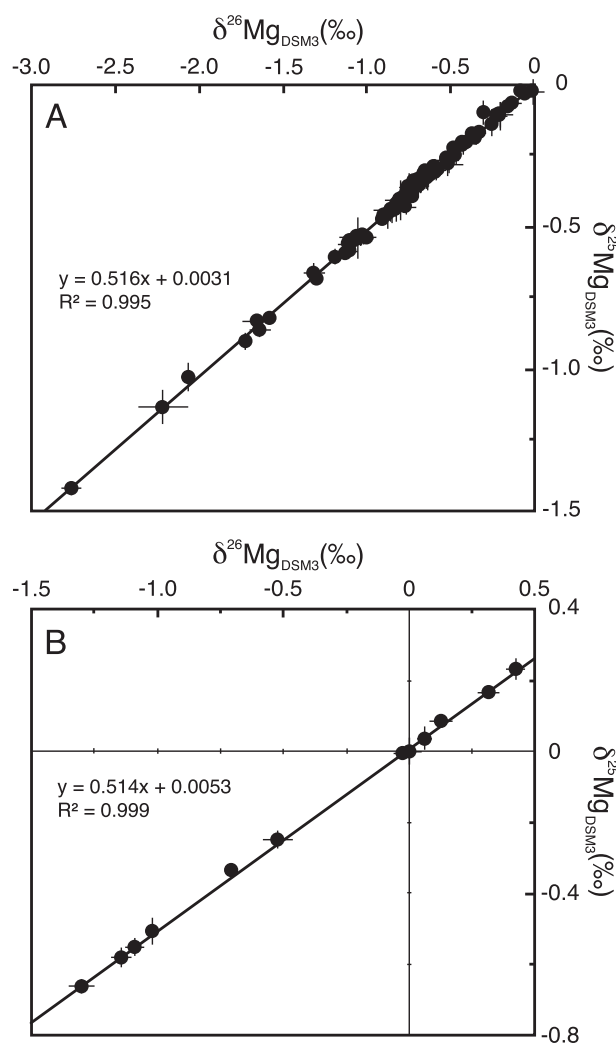 δ²⁶Mg_DSM3(‰)
-3.0 -2.5 -2.0 -1.5 -1.0 -0.5 0
A
0
-0.5
-1.0
-1.5
δ²⁵Mg_DSM3(‰)
y = 0.516x + 0.0031
R² = 0.995
δ²⁶Mg_DSM3(‰)
-1.5 -1.0 -0.5 0 0.5
B
0.4
0
-0.4
-0.8
δ²⁵Mg_DSM3(‰)
y = 0.514x + 0.0053
R² = 0.999